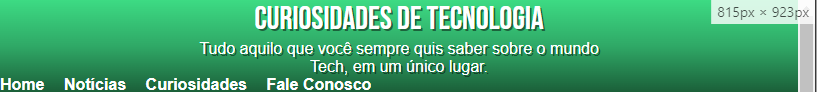 CURIOSIDADES DE TECNOLOGIA
815px × 923px
Tudo aquilo que você sempre quis saber sobre o mundo
Tech, em um único lugar.
Home Notícias Curiosidades Fale Conosco